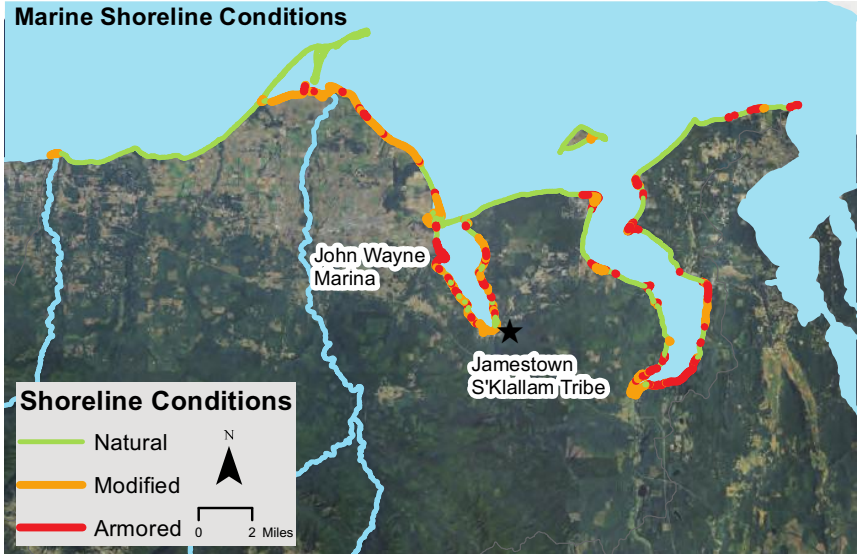 Marine Shoreline Conditions
John Wayne
Marina
Jamestown
S'Klallam Tribe
Shoreline Conditions
Natural
Modified
Armored
N
0 2 Miles